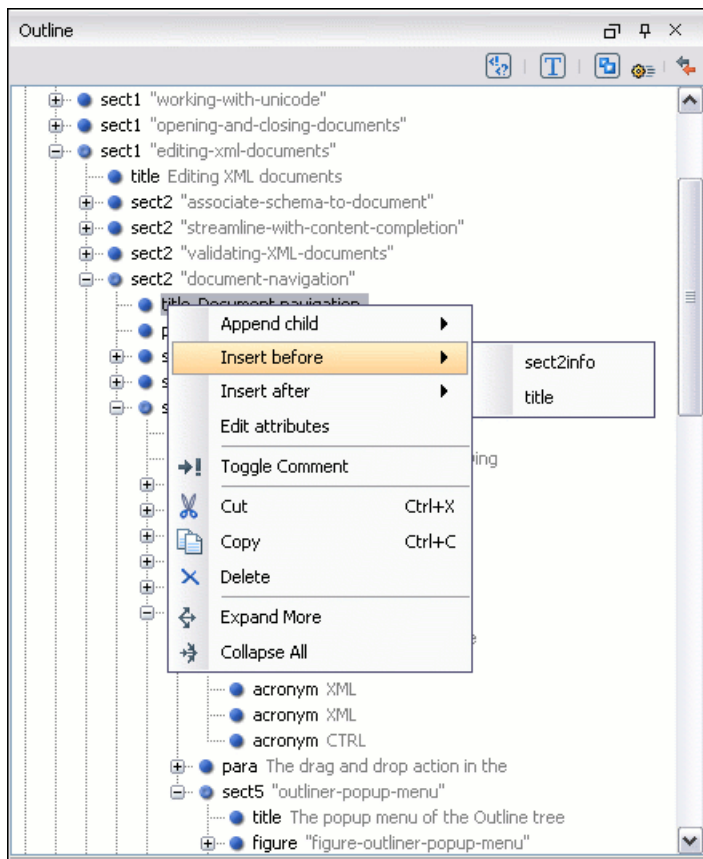 Outline
sect1 "working-with-unicode"
sect1 "opening-and-closing-documents"
sect1 "editing-xml-documents"
title Editing XML documents
sect2 "associate-schema-to-document"
sect2 "streamline-with-content-completion"
sect2 "validating-XML-documents"
sect2 "document-navigation"
title Document navigation
Append child
Insert before
sect2info
Insert after
title
Edit attributes
Toggle Comment
Cut Ctrl+X
Copy Ctrl+C
Delete
Expand More
Collapse All
acronym XML
acronym XML
acronym CTRL
para The drag and drop action in the
sect5 "outliner-popup-menu"
title The popup menu of the Outline tree
figure "figure-outliner-popup-menu"